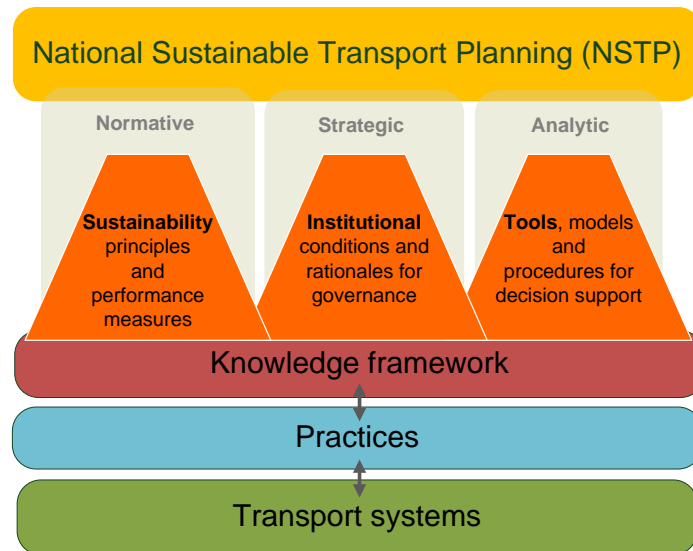 National Sustainable Transport Planning (NSTP)
Normative
Strategic
Analytic
Sustainability
principles
and
performance
measures
Institutional
conditions and
rationales for
governance
Tools, models
and
procedures for
decision support
Knowledge framework
Practices
Transport systems